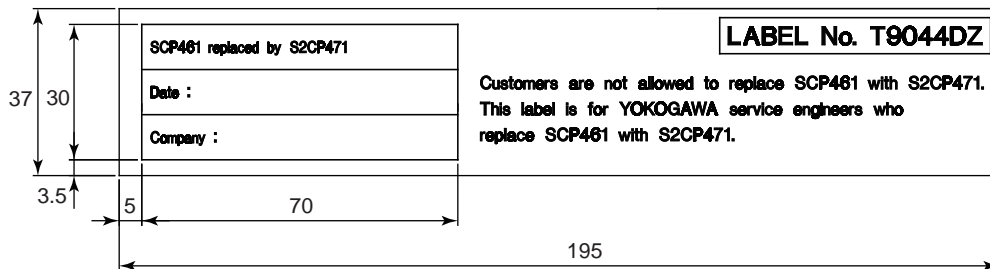 LABEL No. T9044DZ
SCP461 replaced by S2CP471
Date :
Company :
Customers are not allowed to replace SCP461 with S2CP471.
This label is for YOKOGAWA service engineers who
replace SCP461 with S2CP471.
37
30
3.5
5
70
195